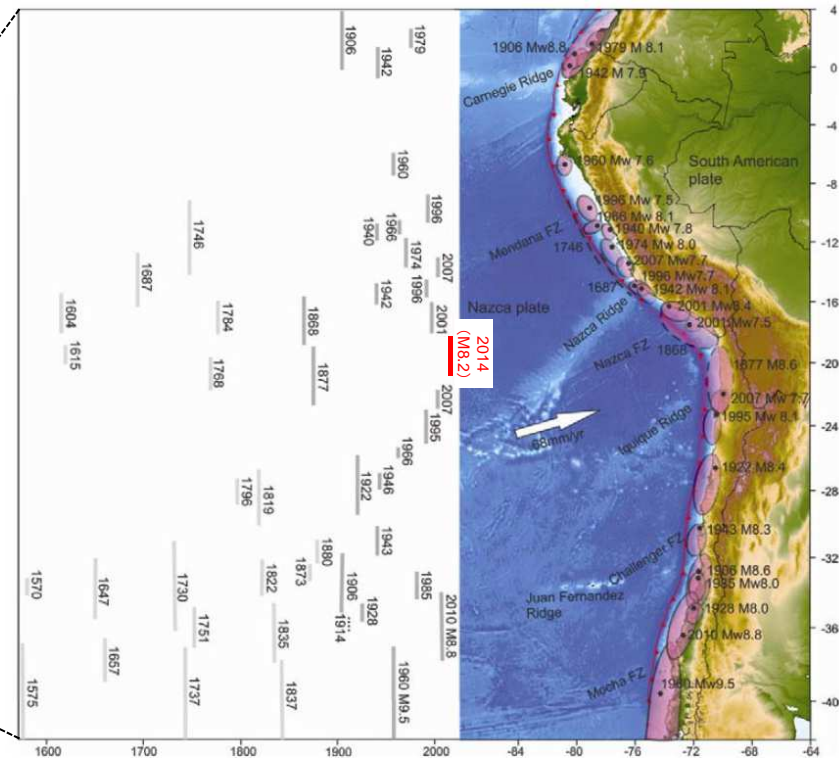 1906
1979
1942
1960
1996
1966
1940
1974
2007
1746
1687
1996
1942
2001
1604
1784
1868
2014
(M8.2)
1615
1768
1877
2007
1995
1966
1946
1922
1819
1796
1943
1880
1873
1906
1985
1570
1647
1730
1822
1928
1914
2010 M8.8
1751
1835
1657
1575
1737
1837
1960 M9.5
1600
1700
1800
1900
2000
1906 Mw8.8
1979 M 8.1
1942 M 7.9
Carnegie Ridge
1960 Mw 7.6
South American
plate
1996 Mw 7.5
1966 Mw 8.1
1940 Mw 7.8
Mendana FZ
1746
1974 Mw 8.0
2007 Mw7.7
1996 Mw7.7
1687
1942 Mw 8.1
Nazca plate
Nazca Ridge
2001 Mw8.4
2001 Mw7.5
Nazca FZ
1868
1877 M8.6
2007 Mw 7.7
1995 Mw 8.1
68mm/yr
Iquique Ridge
1922 M8.4
1943 M8.3
Challenger FZ
1906 M8.6
1985 Mw8.0
Juan Fernandez
Ridge
1928 M8.0
2010 Mw8.8
Mocha FZ
1960 Mw9.5
4
0
-4
-8
-12
-16
-20
-24
-28
-32
-36
-40
-84
-80
-76
-72
-68
-64